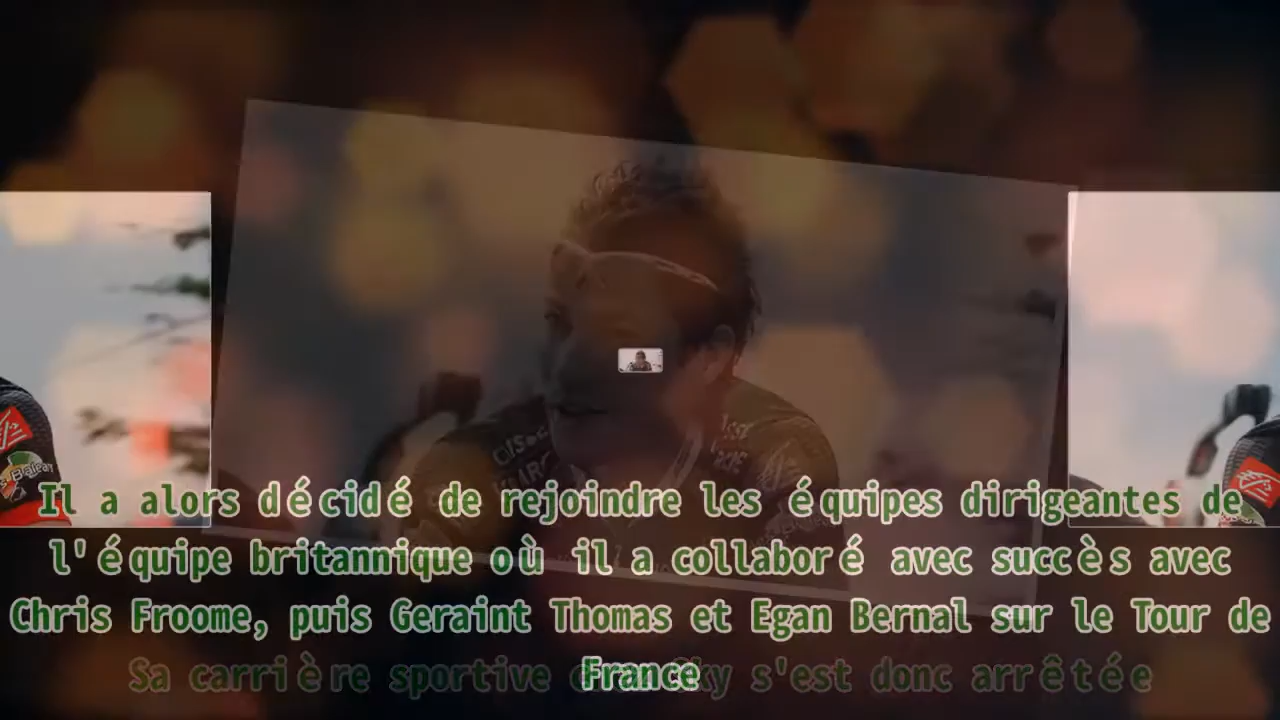 Il a alors décidé de rejoindre les équipes dirigeantes de
l'équipe britannique où il a collaboré avec succès avec
Chris Froome, puis Geraint Thomas et Egan Bernal sur le Tour de
France
Sa carrière sportive s'est donc arrêtée